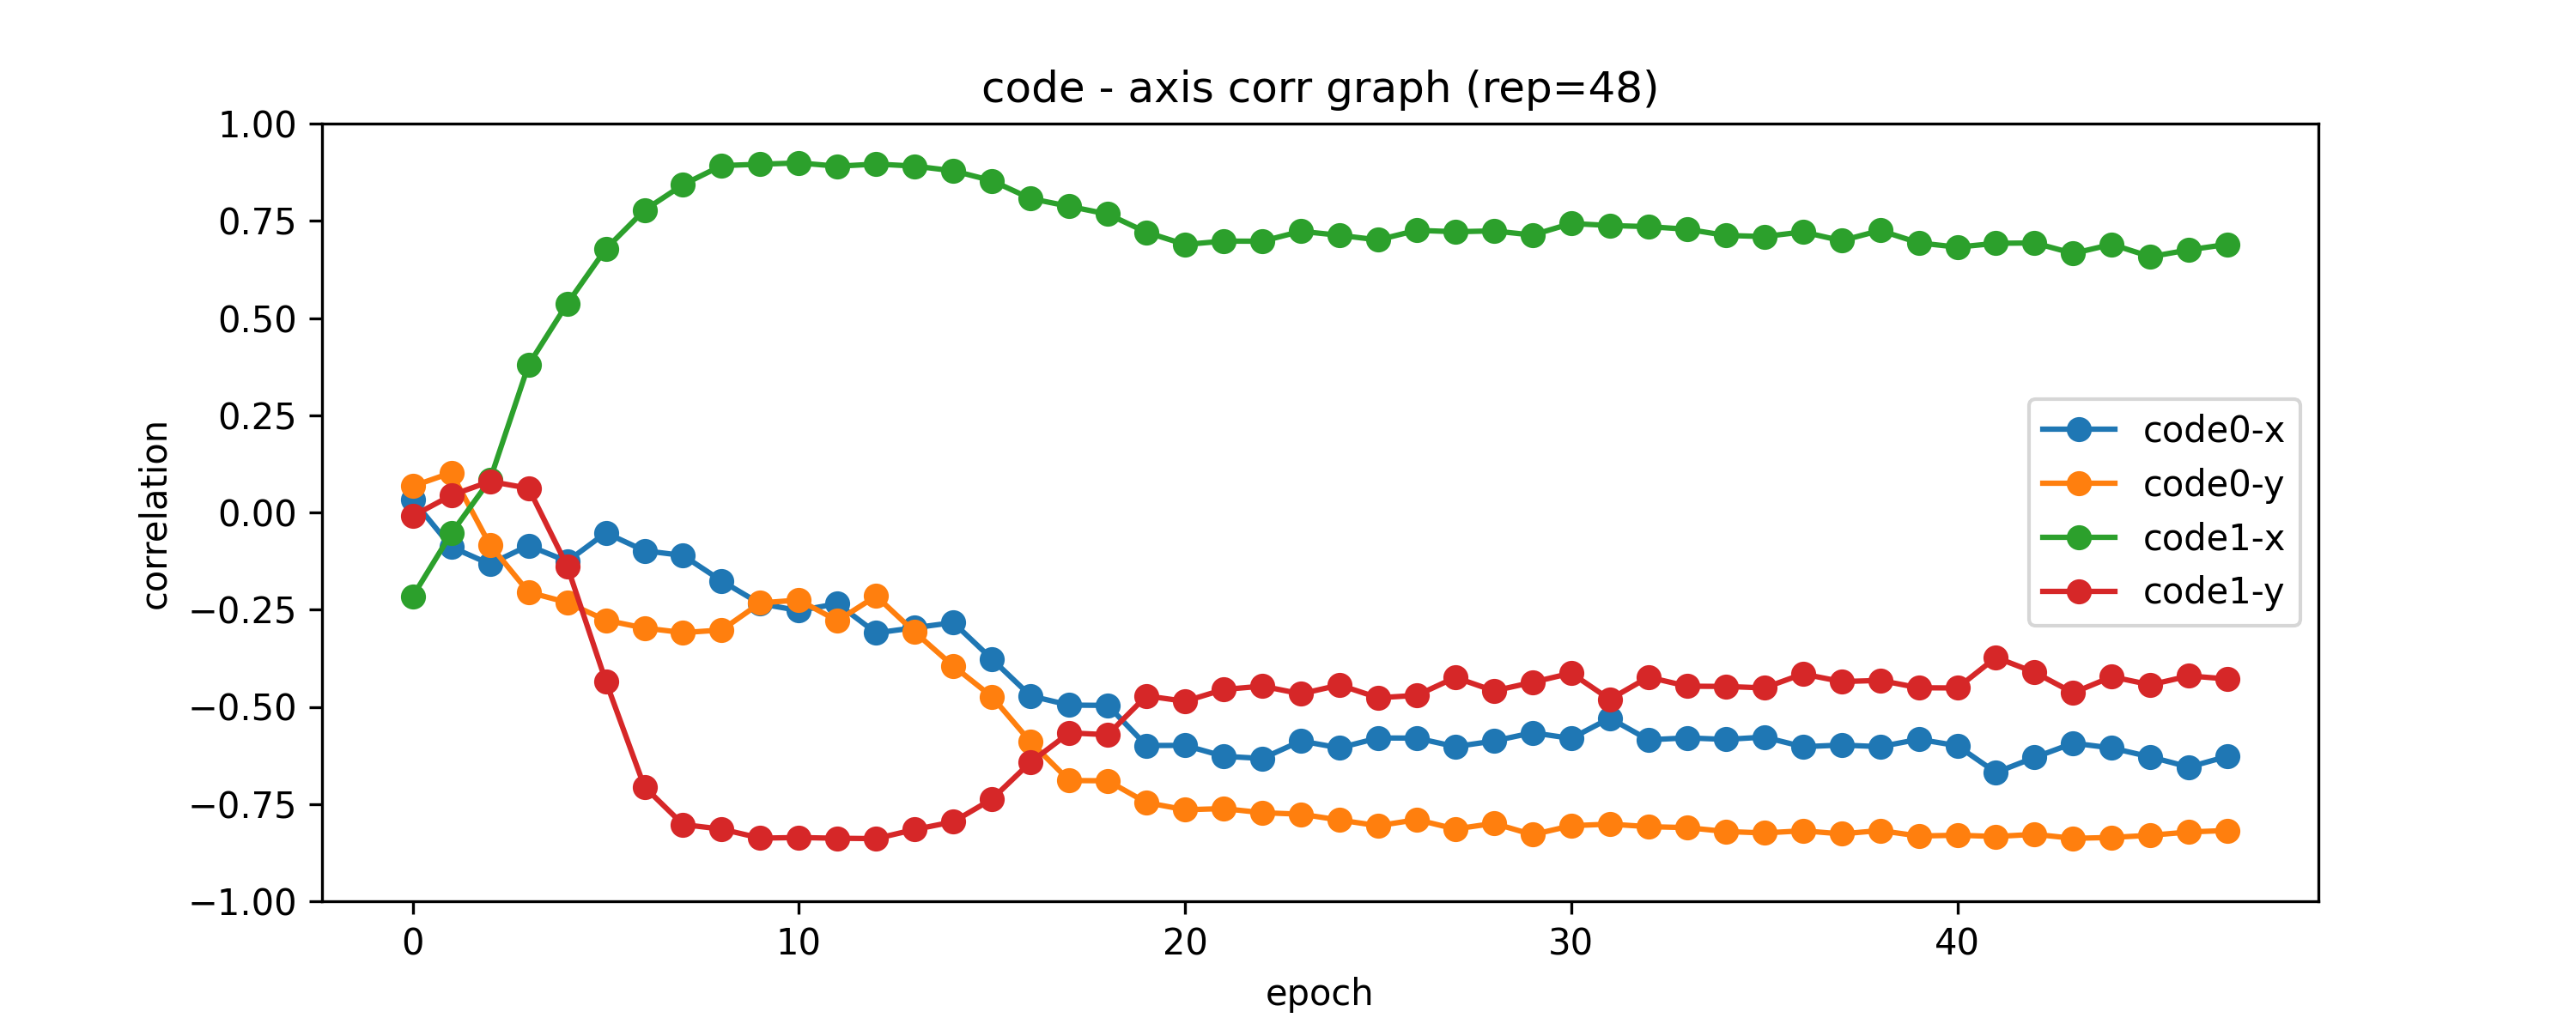 code - axis corr graph (rep=48)
1.00
0.75
0.50
0.25
0.00
−0.25
−0.50
−0.75
−1.00
correlation
code0-x
code0-y
code1-x
code1-y
0 10 20 30 40
epoch